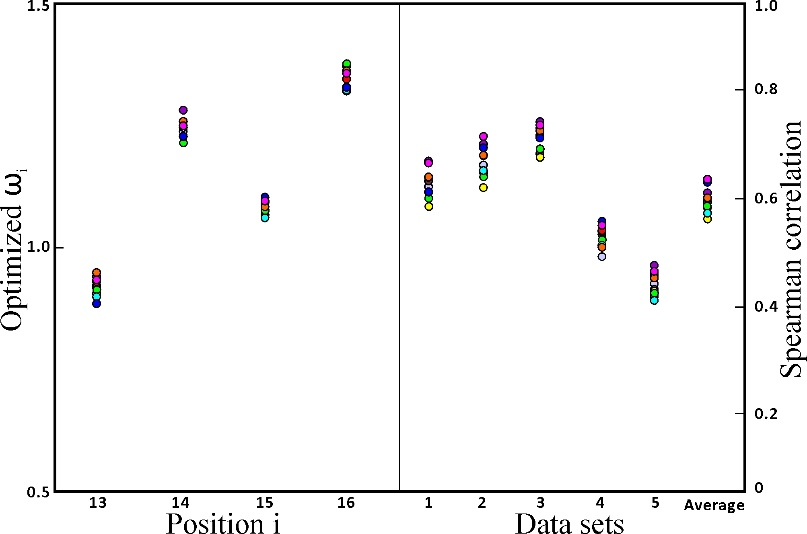 1.5
1.0
0.5
Optimized ωi
13 14 15 16
Position i
1.0
0.8
0.6
0.4
0.2
0
Spearman correlation
1 2 3 4 5 Average
Data sets